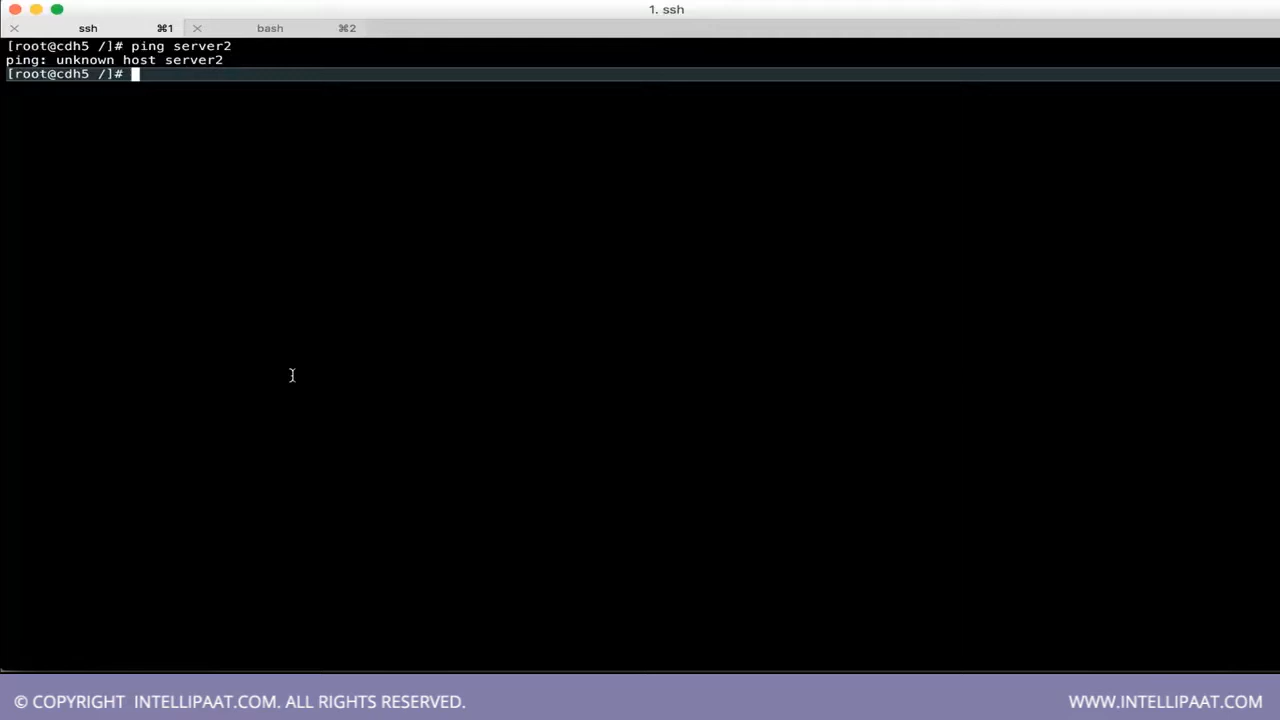 1. ssh
ssh ⌘1 bash ⌘2
[root@cdh5 /]# ping server2
ping: unknown host server2
[root@cdh5 /]#
© COPYRIGHT INTELLIPAAT.COM. ALL RIGHTS RESERVED. WWW.INTELLIPAAT.COM